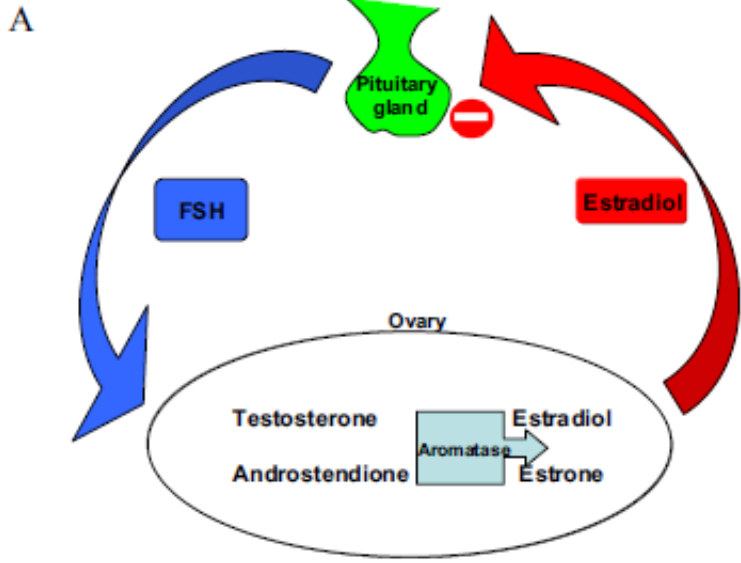 A
Pituitary
gland
FSH
Estradiol
Ovary
Testosterone
Estradiol
Aromatase
Androstendione
Estrone